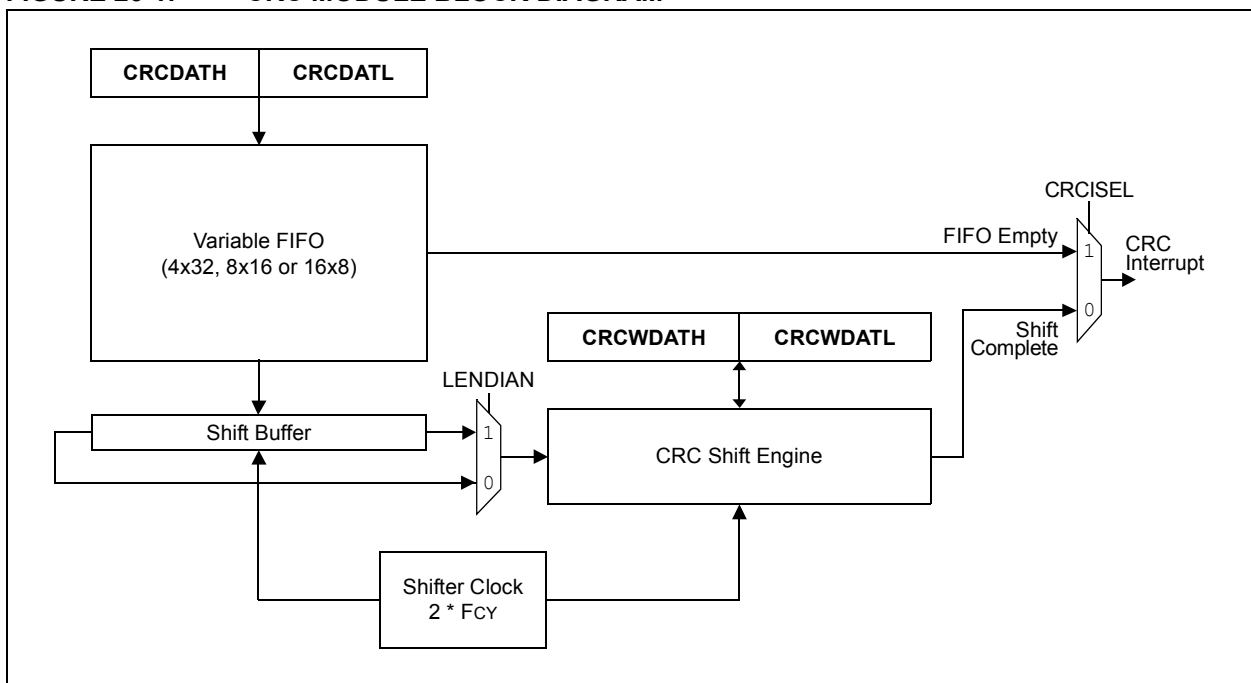 CRCDATH CRCDATL
Variable FIFO
(4x32, 8x16 or 16x8)
CRCISEL
FIFO Empty
1
CRC
Interrupt
0
Shift
Complete
CRCWDATH CRCWDATL
LENDIAN
Shift Buffer
1
0
CRC Shift Engine
Shifter Clock
2 * FCY